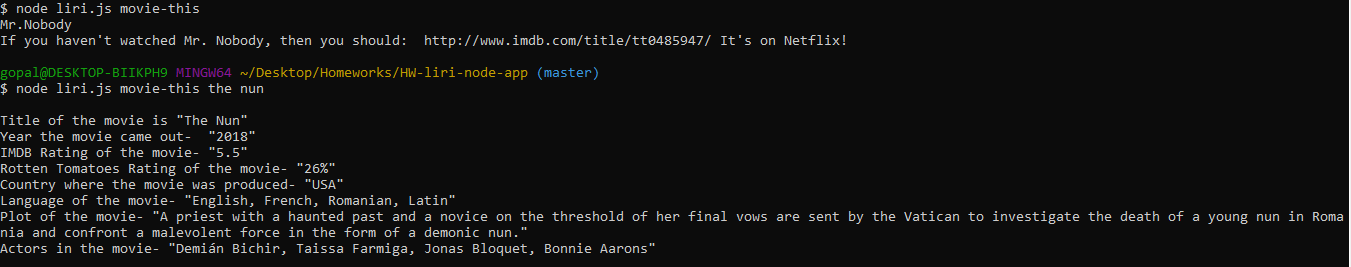 $ node liri.js movie-this
Mr.Nobody
If you haven't watched Mr. Nobody, then you should:  http://www.imdb.com/title/tt0485947/ It's on Netflix!
gopal@DESKTOP-BIIKPH9 MINGW64 ~/Desktop/Homeworks/HW-liri-node-app (master)
$ node liri.js movie-this the nun
Title of the movie is "The Nun"
Year the movie came out-  "2018"
IMDB Rating of the movie- "5.5"
Rotten Tomatoes Rating of the movie- "26%"
Country where the movie was produced- "USA"
Language of the movie- "English, French, Romanian, Latin"
Plot of the movie- "A priest with a haunted past and a novice on the threshold of her final vows are sent by the Vatican to investigate the death of a young nun in Roma
nia and confront a malevolent force in the form of a demonic nun."
Actors in the movie- "Demián Bichir, Taissa Farmiga, Jonas Bloquet, Bonnie Aarons"